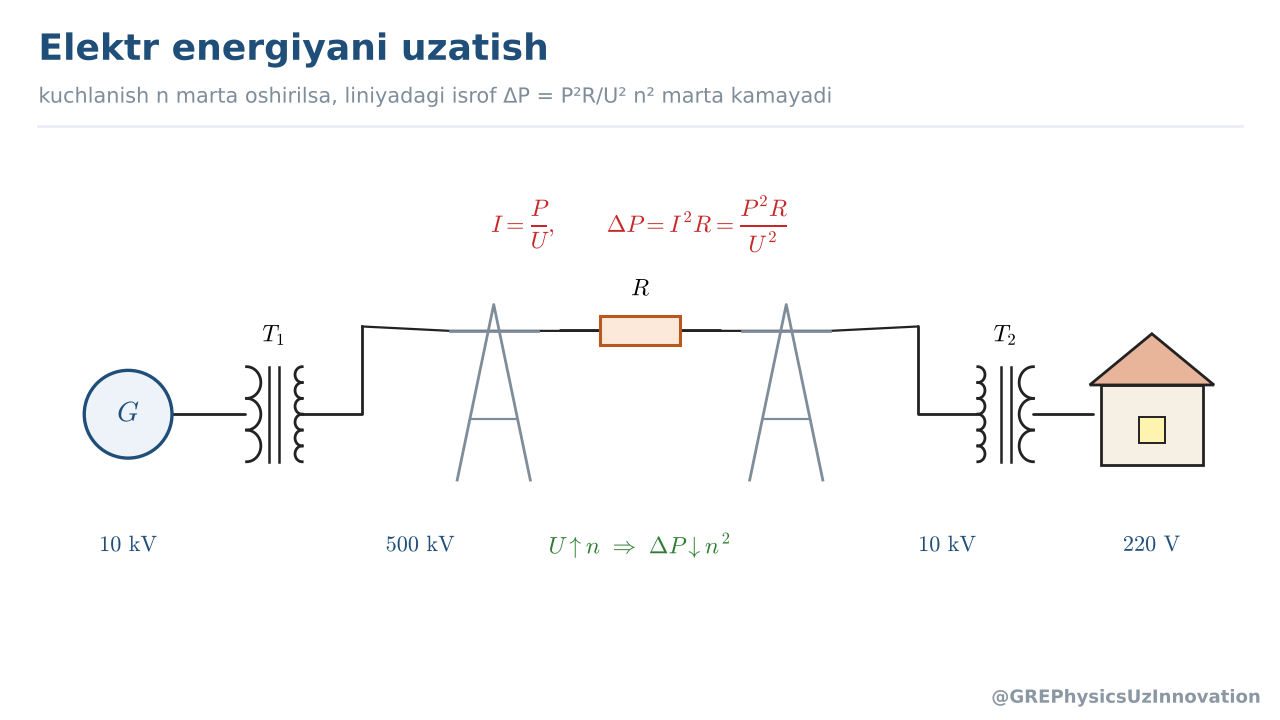 Elektr energiyani uzatish
kuchlanish n marta oshirilsa, liniyadagi isrof ΔP = P²R/U² n² marta kamayadi
I = P/U, ΔP = I²R = P²R/U²
R
T₁
T₂
G
10 kV
500 kV
U↑n ⇒ ΔP↓n²
10 kV
220 V
@GREPhysicsUzInnovation